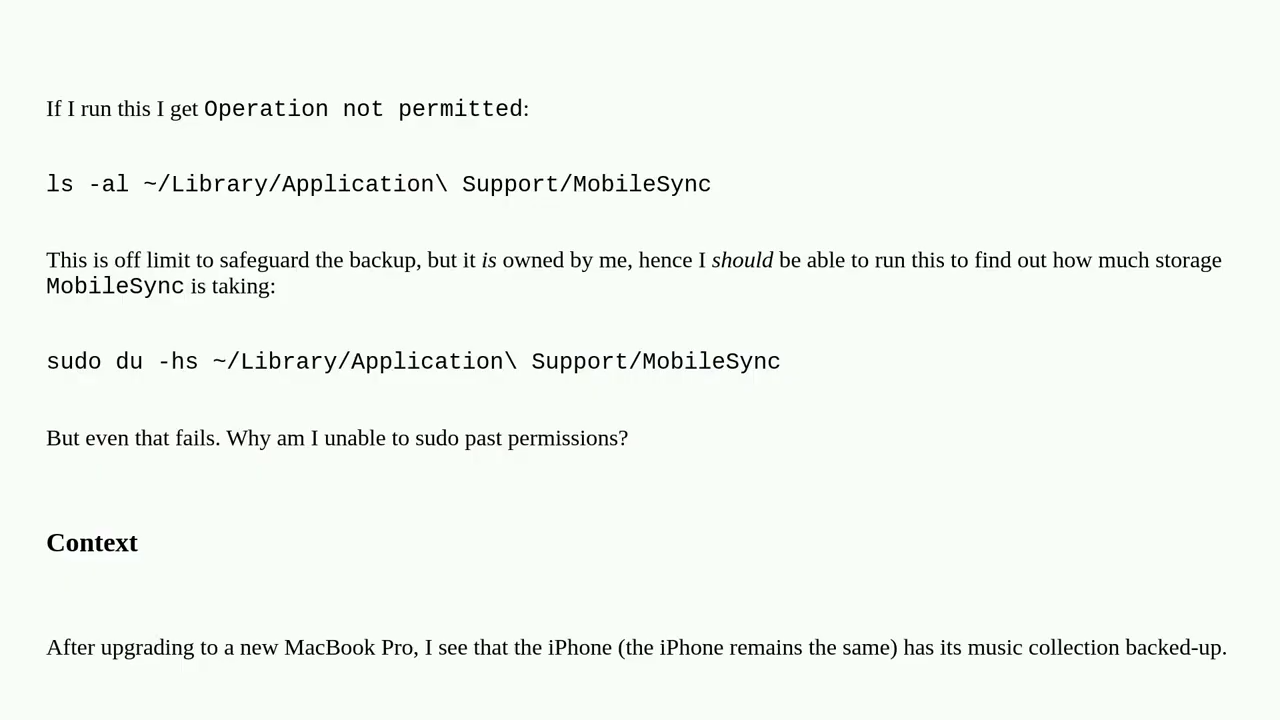 If I run this I get Operation not permitted:
ls -al ~/Library/Application\ Support/MobileSync
This is off limit to safeguard the backup, but it is owned by me, hence I should be able to run this to find out how much storage
MobileSync is taking:
sudo du -hs ~/Library/Application\ Support/MobileSync
But even that fails. Why am I unable to sudo past permissions?
Context
After upgrading to a new MacBook Pro, I see that the iPhone (the iPhone remains the same) has its music collection backed-up.